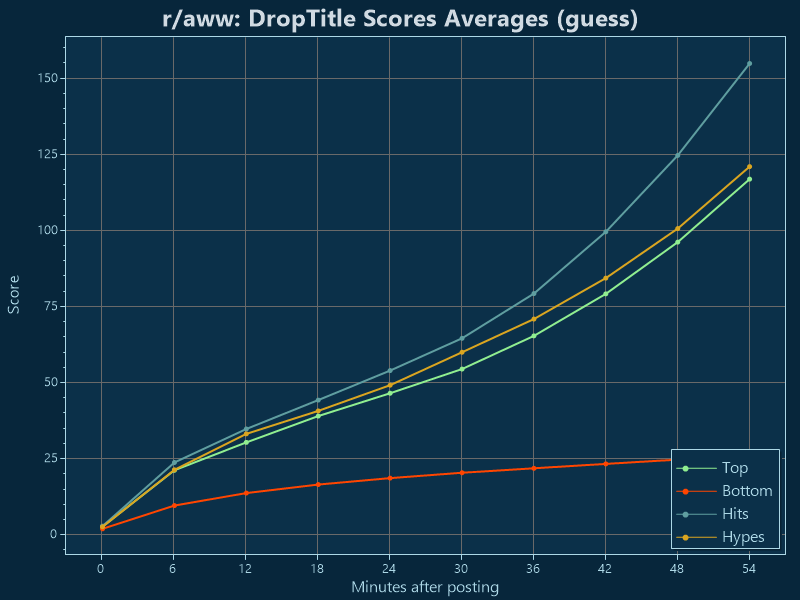 r/aww: DropTitle Scores Averages (guess)
150
125
100
75
50
25
0
Score
0 6 12 18 24 30 36 42 48 54
Minutes after posting
Top
Bottom
Hits
Hypes